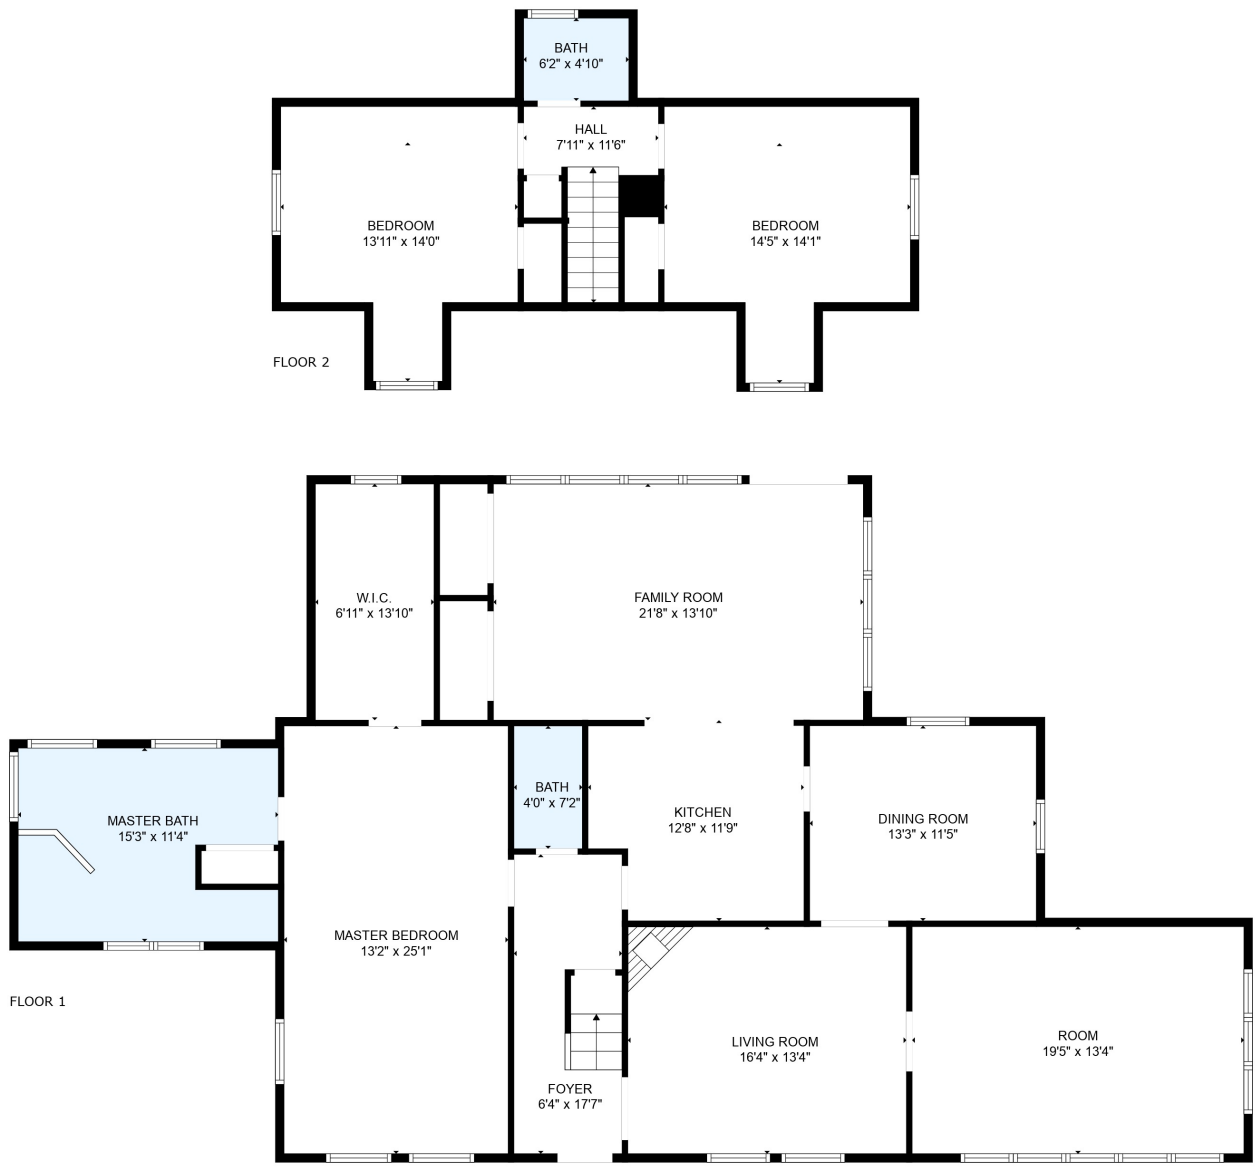 BATH
6'2" x 4'10"
HALL
7'11" x 11'6"
BEDROOM
13'11" x 14'0"
BEDROOM
14'5" x 14'1"
FLOOR 2
W.I.C.
6'11" x 13'10"
FAMILY ROOM
21'8" x 13'10"
MASTER BATH
15'3" x 11'4"
BATH
4'0" x 7'2"
KITCHEN
12'8" x 11'9"
DINING ROOM
13'3" x 11'5"
MASTER BEDROOM
13'2" x 25'1"
FLOOR 1
FOYER
6'4" x 17'7"
LIVING ROOM
16'4" x 13'4"
ROOM
19'5" x 13'4"